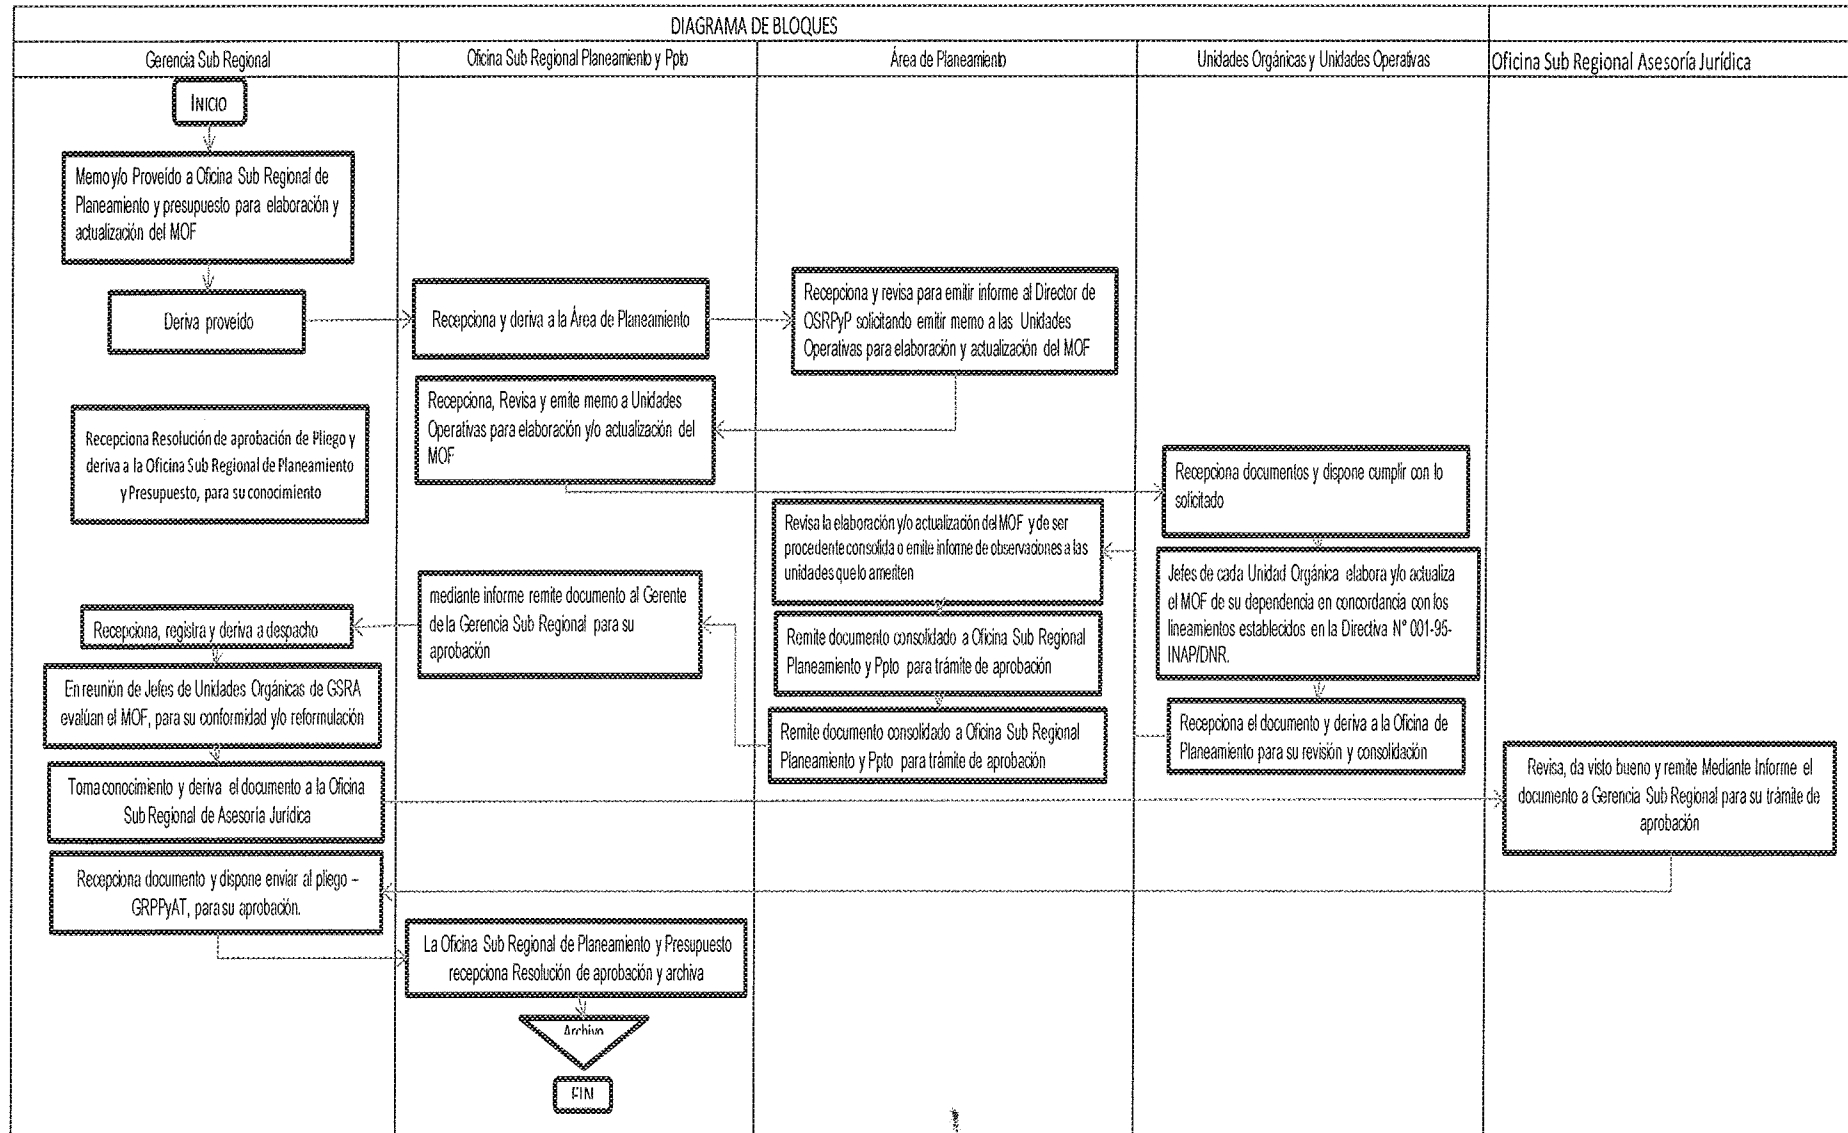 DIAGRAMA DE BLOQUES
Gerencia Sub Regional
Oficina Sub Regional Planeamiento y Ppto
Área de Planeamiento
Unidades Orgánicas y Unidades Operativas
Oficina Sub Regional Asesoría Jurídica
INICIO
Memo y/o Proveído a Oficina Sub Regional de
Planeamiento y presupuesto para elaboración y
actualización del MOF
Deriva proveído
Recepciona y deriva a la Área de Planeamiento
Recepciona y revisa para emitir informe al Director de
OSRPyP solicitando emitir memo a las Unidades
Operativas para elaboración y actualización del MOF
Recepciona, Revisa y emite memo a Unidades
Operativas para elaboración y/o actualización del
MOF
Recepciona Resolución de aprobación de Pliego y
deriva a la Oficina Sub Regional de Planeamiento
y Presupuesto, para su conocimiento
Recepciona documentos y dispone cumplir con lo
solicitado
Revisa la elaboración y/o actualización del MOF y de ser
procedente consolida o emite informe de observaciones a las
unidades que lo ameriten
Jefes de cada Unidad Orgánica elabora y/o actualiza
el MOF de su dependencia en concordancia con los
lineamientos establecidos en la Directiva N° 001-95-
INAP/DNR.
mediante informe remite documento al Gerente
de la Gerencia Sub Regional para su
aprobación
Recepciona, registra y deriva a despacho
Remite documento consolidado a Oficina Sub Regional
Planeamiento y Ppto para trámite de aprobación
En reunión de Jefes de Unidades Orgánicas de GSRA
evalúan el MOF, para su conformidad y/o reformulación
Remite documento consolidado a Oficina Sub Regional
Planeamiento y Ppto para trámite de aprobación
Recepciona el documento y deriva a la Oficina de
Planeamiento para su revisión y consolidación
Toma conocimiento y deriva el documento a la Oficina
Sub Regional de Asesoría Jurídica
Revisa, da visto bueno y remite Mediante Informe el
documento a Gerencia Sub Regional para su trámite de
aprobación
Recepciona documento y dispone enviar al pliego –
GRPPyAT, para su aprobación.
La Oficina Sub Regional de Planeamiento y Presupuesto
recepciona Resolución de aprobación y archiva
Archivo
FIN